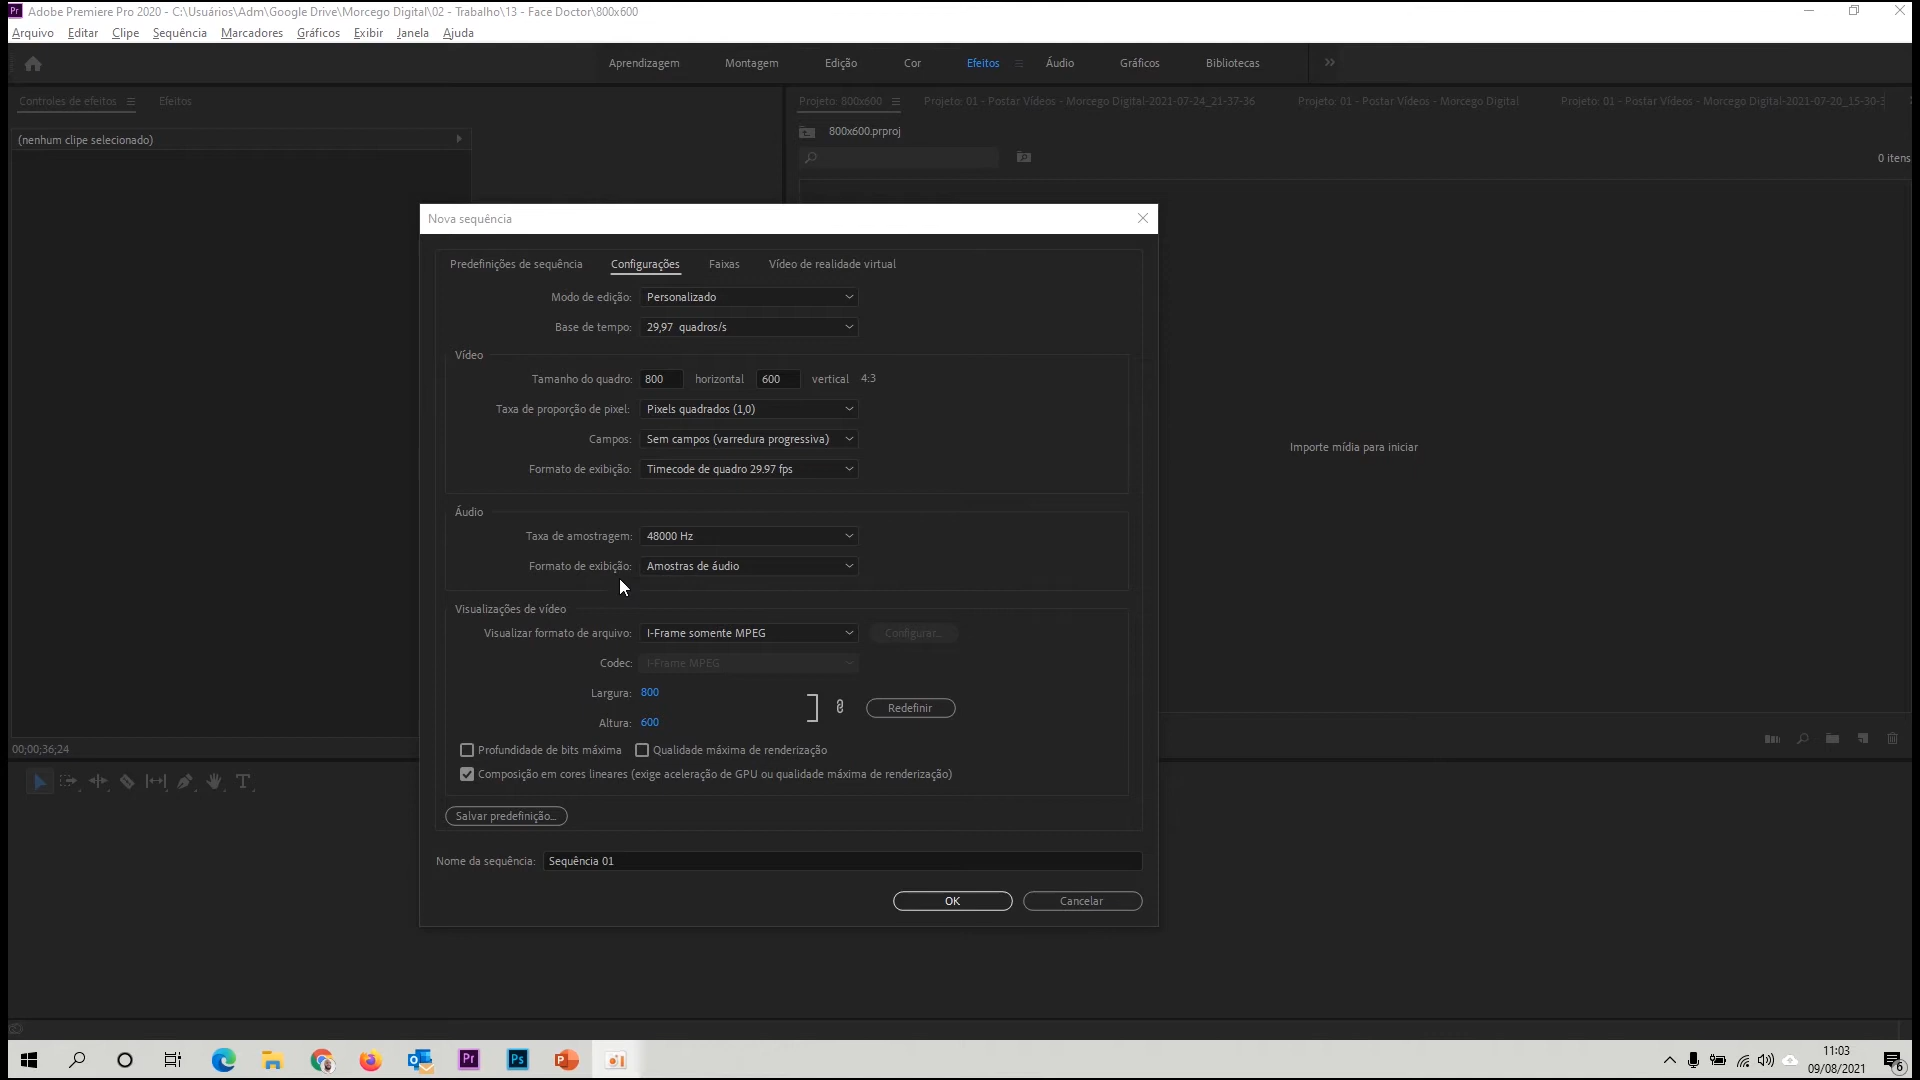 Adobe Premiere Pro 2020 - C:\Usuários\Adm\Google Drive\Morcego Digital\02 - Trabalho\13 - Face Doctor\800x600
Arquivo Editar Clipe Sequência Marcadores Gráficos Exibir Janela Ajuda
Aprendizagem Montagem Edição Cor Efeitos Áudio Gráficos Bibliotecas
Controles de efeitos Efeitos
Projeto: 800x600 Projeto: 01 - Postar Vídeos - Morcego Digital-2021-07-24_21-37-36 Projeto: 01 - Postar Vídeos - Morcego Digital Projeto: 01 - Postar Vídeos - Morcego Digital-2021-07-20_15-30-3
800x600.prproj
(nenhum clipe selecionado)
0 itens
Importe mídia para iniciar
Nova sequência
Predefinições de sequência Configurações Faixas Vídeo de realidade virtual
Modo de edição: Personalizado
Base de tempo: 29,97 quadros/s
Vídeo
Tamanho do quadro: 800 horizontal 600 vertical 4:3
Taxa de proporção de pixel: Pixels quadrados (1,0)
Campos: Sem campos (varredura progressiva)
Formato de exibição: Timecode de quadro 29.97 fps
Áudio
Taxa de amostragem: 48000 Hz
Formato de exibição: Amostras de áudio
Visualizações de vídeo
Visualizar formato de arquivo: I-Frame somente MPEG Configurar...
Codec: I-Frame MPEG
Largura: 800
Altura: 600
Redefinir
Profundidade de bits máxima Qualidade máxima de renderização
Composição em cores lineares (exige aceleração de GPU ou qualidade máxima de renderização)
Salvar predefinição...
Nome da sequência: Sequência 01
OK Cancelar
00;00;36;24
11:03
09/08/2021
6